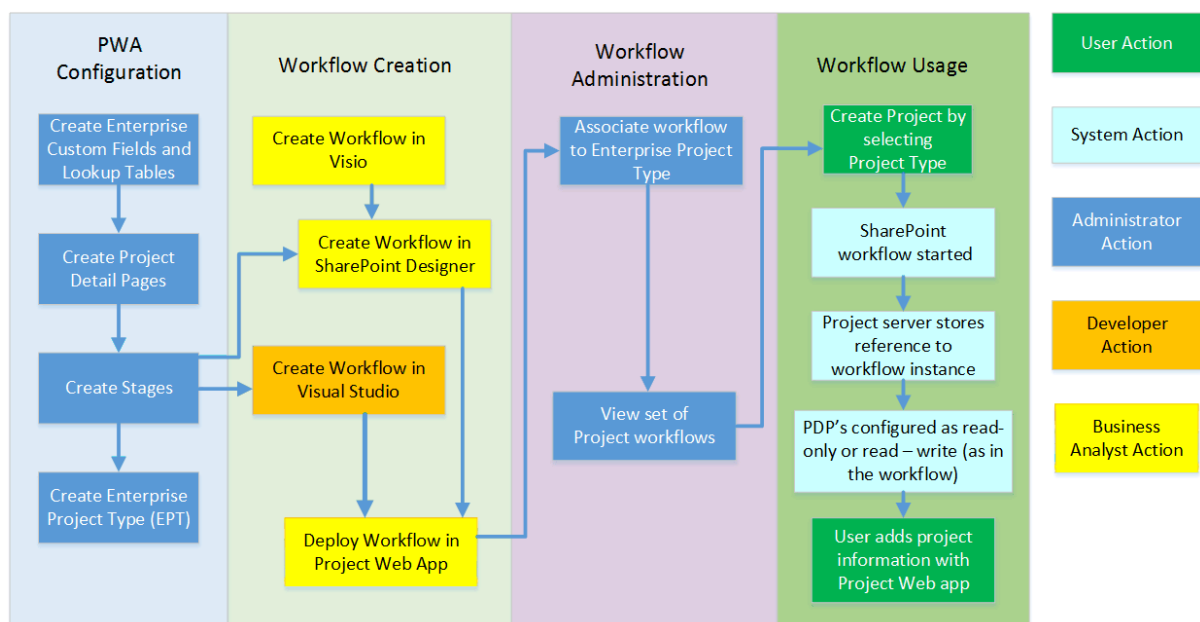 PWA
Configuration
Create Enterprise
Custom Fields and
Lookup Tables
Create Project
Detail Pages
Create Stages
Create Enterprise
Project Type (EPT)
Workflow Creation
Create Workflow in
Visio
Create Workflow in
SharePoint Designer
Create Workflow in
Visual Studio
Deploy Workflow in
Project Web App
Workflow
Administration
Associate workflow
to Enterprise Project
Type
View set of
Project workflows
Workflow Usage
Create Project by
selecting
Project Type
SharePoint
workflow started
Project server stores
reference to
workflow instance
PDP's configured as read-
only or read – write (as in
the workflow)
User adds project
information with
Project Web app
User Action
System Action
Administrator
Action
Developer
Action
Business
Analyst Action